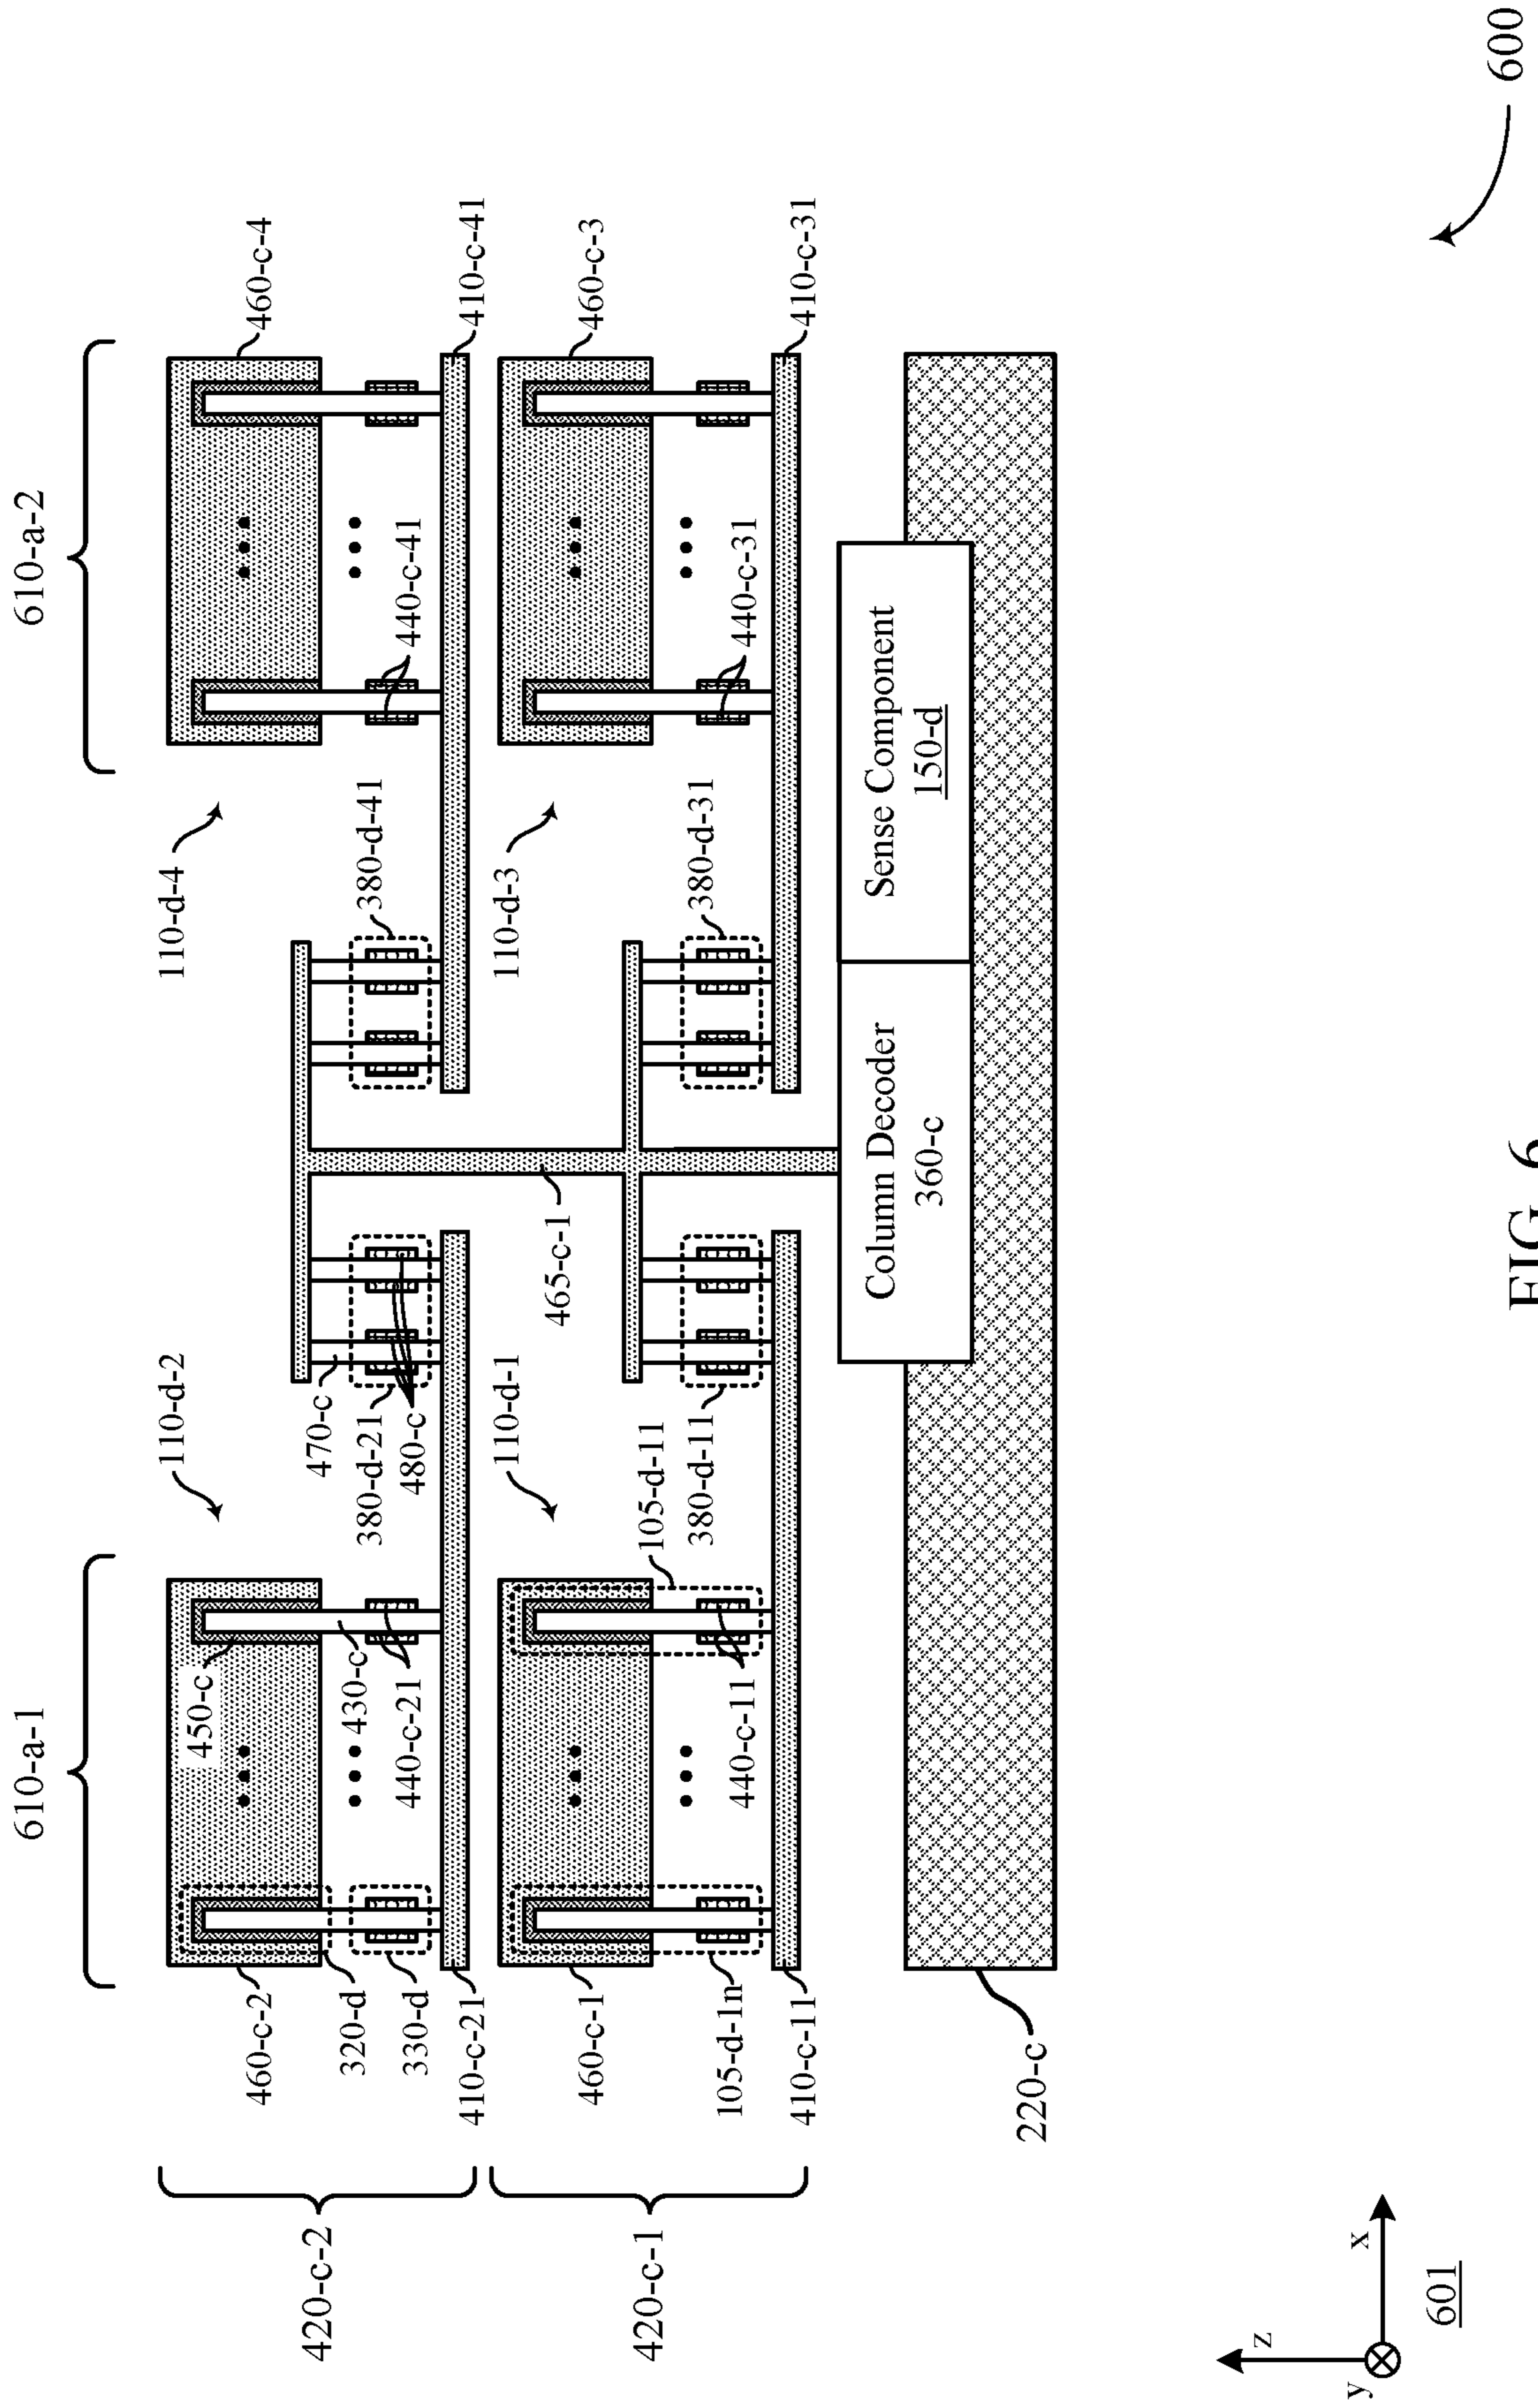 610-a-1
610-a-2
420-c-2
420-c-1
460-c-2
320-d
330-d
410-c-21
450-c
430-c
440-c-21
110-d-2
470-c
380-d-21
480-c
110-d-4
380-d-41
440-c-41
460-c-4
410-c-41
460-c-1
105-d-1n
410-c-11
440-c-11
105-d-11
110-d-1
380-d-11
465-c-1
110-d-3
380-d-31
440-c-31
460-c-3
410-c-31
Column Decoder
360-c
Sense Component
150-d
220-c
z
y
x
601
600
FIG. 6